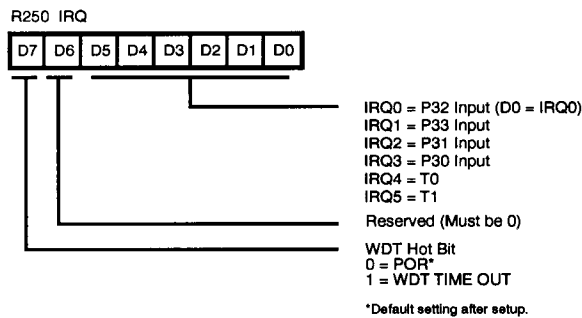 R250 IRQ
D7 D6 D5 D4 D3 D2 D1 D0
IRQ0 = P32 Input (D0 = IRQ0)
IRQ1 = P33 Input
IRQ2 = P31 Input
IRQ3 = P30 Input
IRQ4 = T0
IRQ5 = T1
Reserved (Must be 0)
WDT Hot Bit
0 = POR*
1 = WDT TIME OUT
*Default setting after setup.